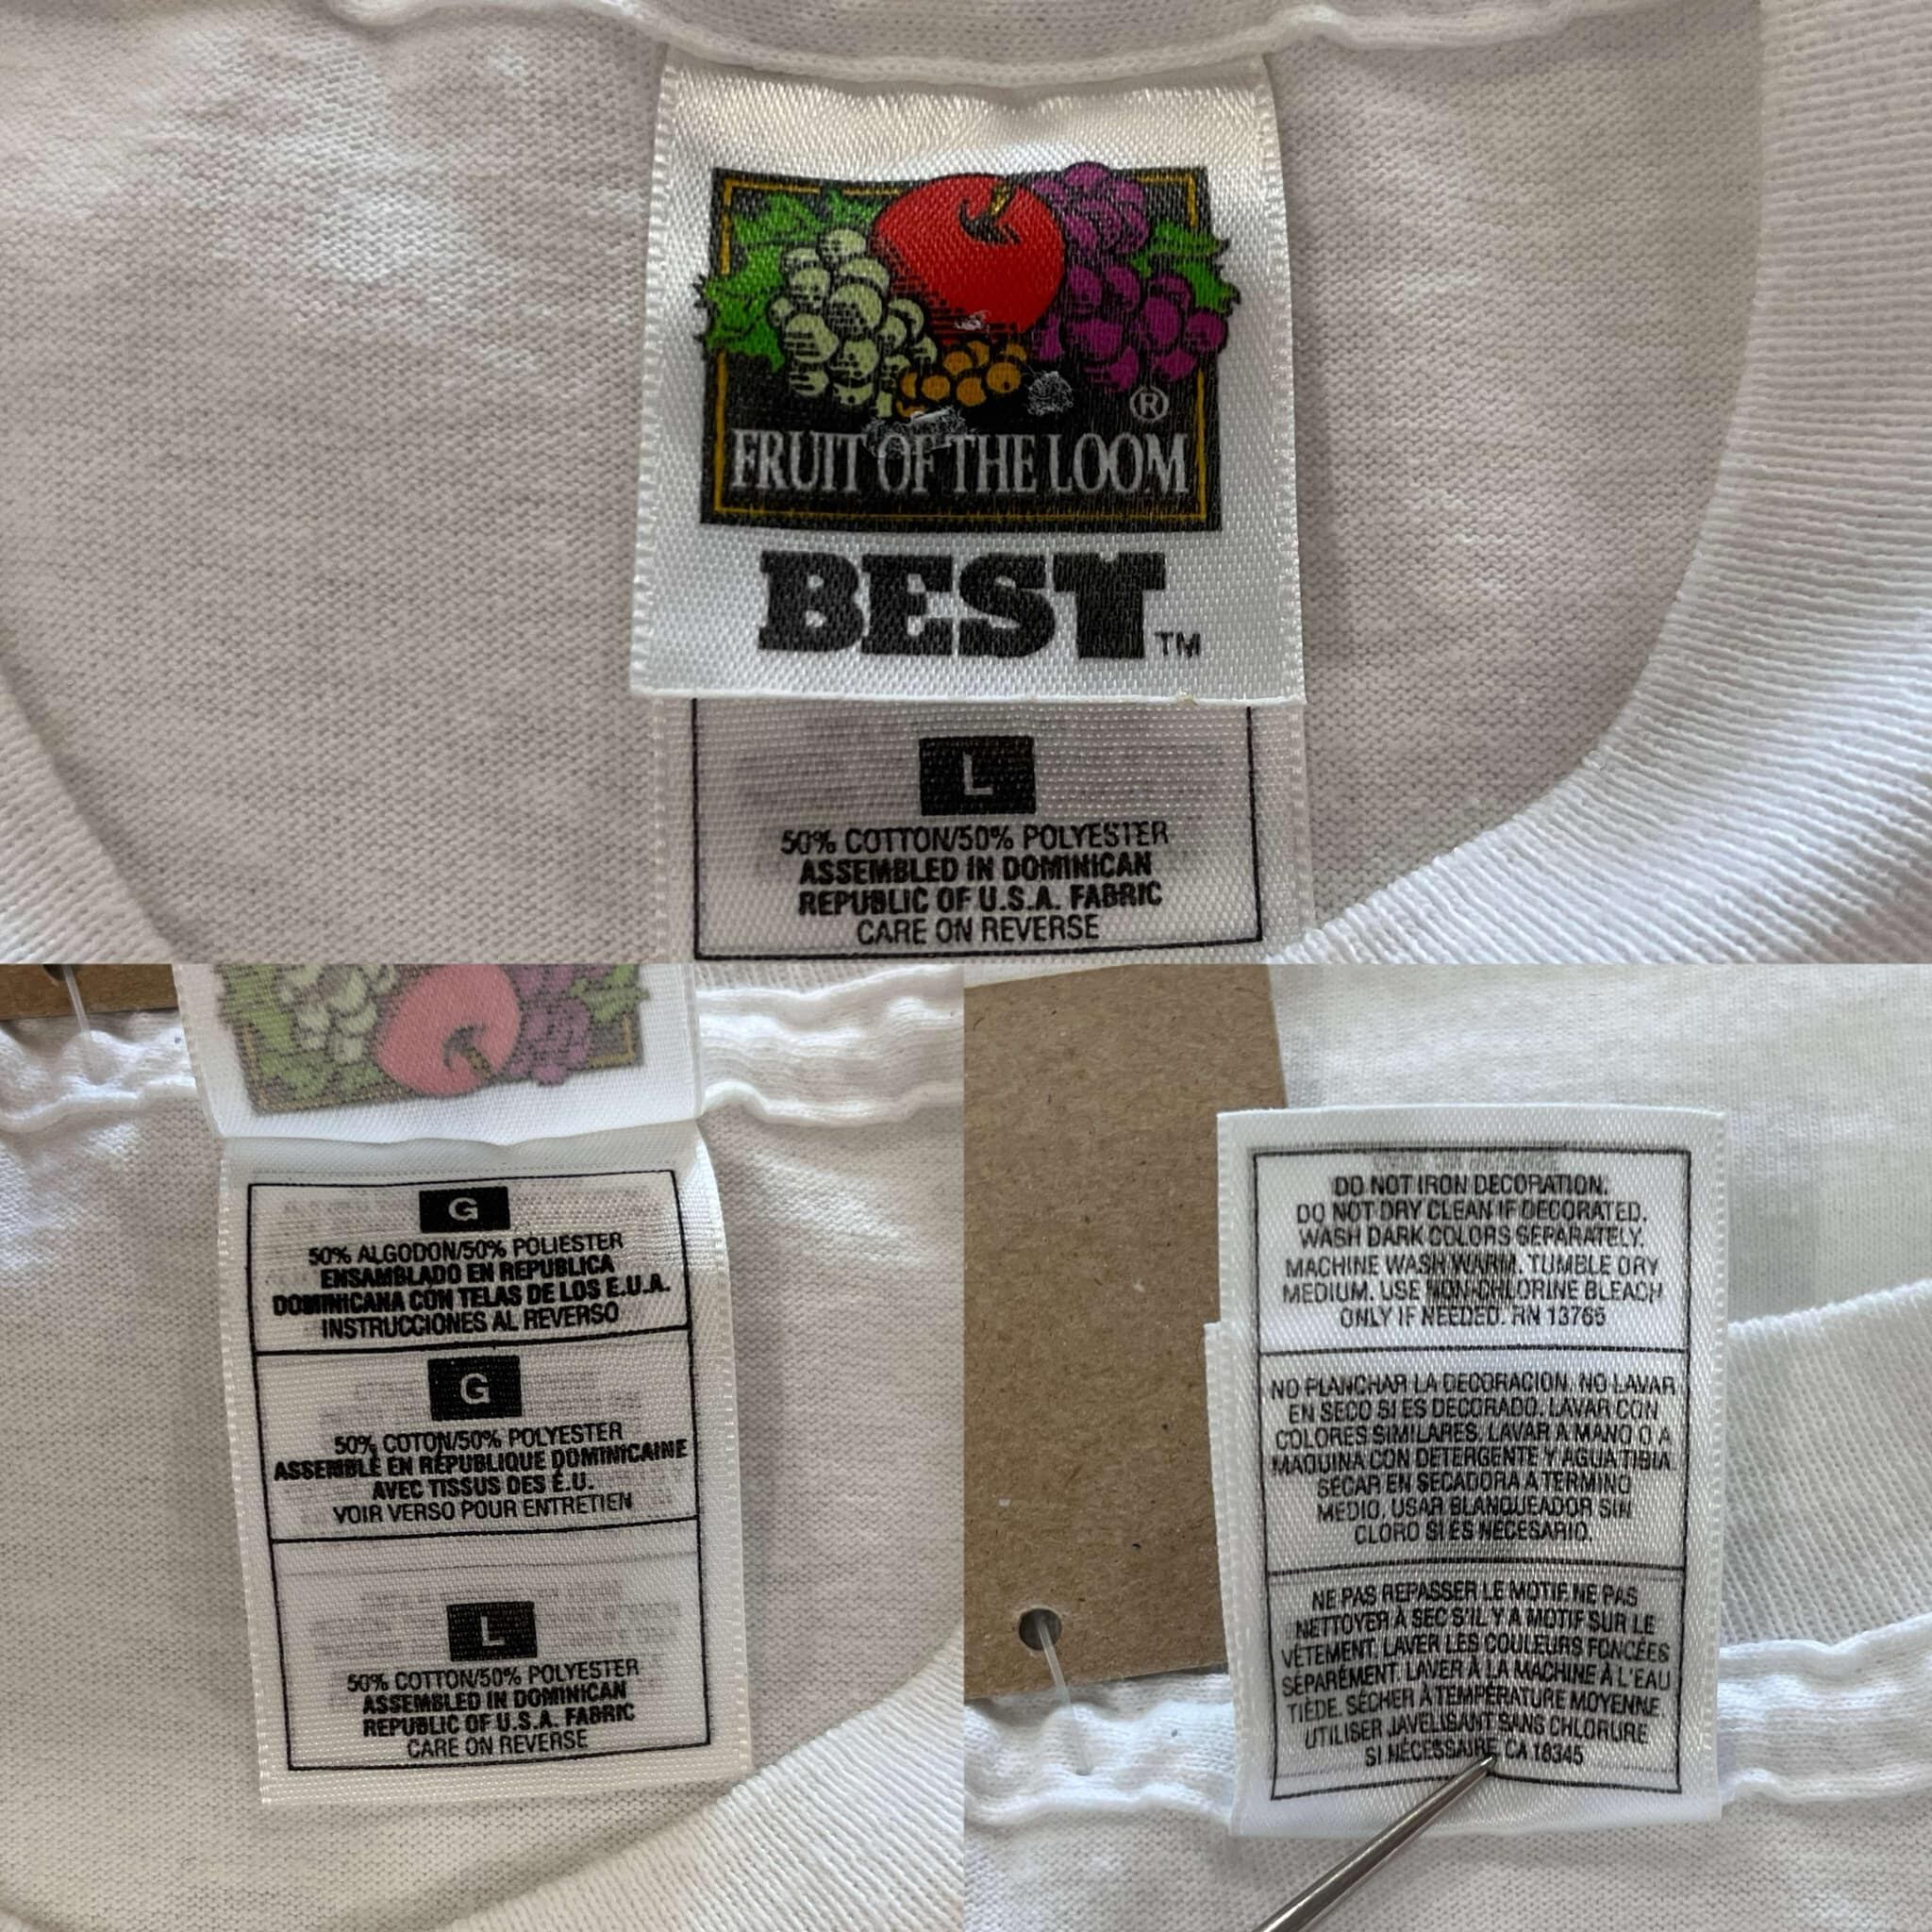 ®
FRUIT OF THE LOOM
BEST™
L
50% COTTON/50% POLYESTER
ASSEMBLED IN DOMINICAN
REPUBLIC OF U.S.A. FABRIC
CARE ON REVERSE
G
50% ALGODON/50% POLIESTER
ENSAMBLADO EN REPUBLICA
DOMINICANA CON TELAS DE LOS E.U.A.
INSTRUCCIONES AL REVERSO
G
50% COTON/50% POLYESTER
ASSEMBLÉ EN RÉPUBLIQUE DOMINICAINE
AVEC TISSUS DES É.U.
VOIR VERSO POUR ENTRETIEN
L
50% COTTON/50% POLYESTER
ASSEMBLED IN DOMINICAN
REPUBLIC OF U.S.A. FABRIC
CARE ON REVERSE
DO NOT IRON DECORATION.
DO NOT DRY CLEAN IF DECORATED.
WASH DARK COLORS SEPARATELY.
MACHINE WASH WARM. TUMBLE DRY
MEDIUM. USE NON-CHLORINE BLEACH
ONLY IF NEEDED. RN 13765
NO PLANCHAR LA DECORACION. NO LAVAR
EN SECO SI ES DECORADO. LAVAR CON
COLORES SIMILARES. LAVAR A MANO O A
MAQUINA CON DETERGENTE Y AGUA TIBIA.
SECAR EN SECADORA A TERMINO
MEDIO. USAR BLANQUEADOR SIN
CLORO SI ES NECESARIO.
NE PAS REPASSER LE MOTIF NE PAS
NETTOYER À SEC S'IL Y A MOTIF SUR LE
VÊTEMENT. LAVER LES COULEURS FONCÉES
SÉPARÉMENT. LAVER À LA MACHINE À L'EAU
TIÈDE. SÉCHER À TEMPÉRATURE MOYENNE.
UTILISER JAVELISANT SANS CHLORURE
SI NÉCESSAIRE CA 18345